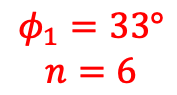 ϕ₁ = 33°
n = 6